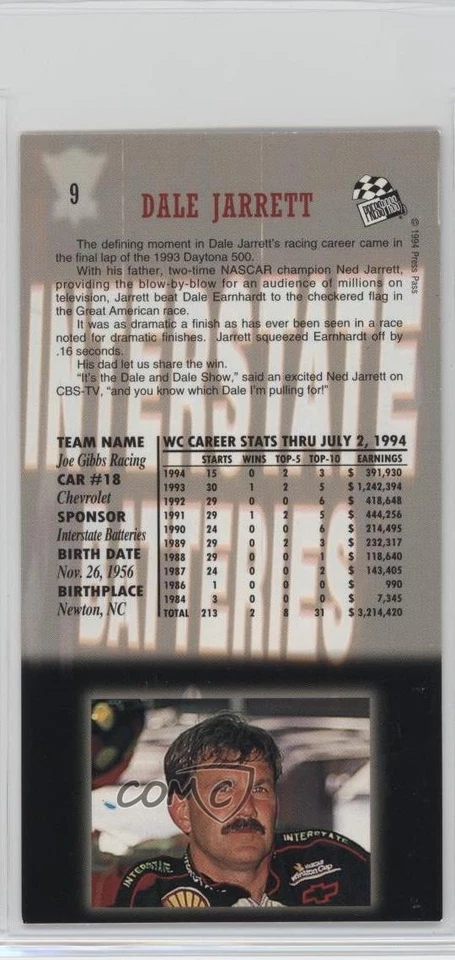 9
DALE JARRETT
PRESS PASS
© 1994 Press Pass
The defining moment in Dale Jarrett's racing career came in
the final lap of the 1993 Daytona 500.
With his father, two-time NASCAR champion Ned Jarrett,
providing the blow-by-blow for an audience of millions on
television, Jarrett beat Dale Earnhardt to the checkered flag in
the Great American race.
It was as dramatic a finish as has ever been seen in a race
noted for dramatic finishes. Jarrett squeezed Earnhardt off by
.16 seconds.
His dad let us share the win.
"It's the Dale and Dale Show," said an excited Ned Jarrett on
CBS-TV, "and you know which Dale I'm pulling for!"
INTERSTATE
BATTERIES
TEAM NAME
Joe Gibbs Racing
CAR #18
Chevrolet
SPONSOR
Interstate Batteries
BIRTH DATE
Nov. 26, 1956
BIRTHPLACE
Newton, NC
WC CAREER STATS THRU JULY 2, 1994
STARTS WINS TOP-5 TOP-10 EARNINGS
1994 15 0 2 3 $ 391,930
1993 30 1 2 5 $ 1,242,394
1992 29 0 0 6 $ 418,648
1991 29 1 2 5 $ 444,256
1990 24 0 0 6 $ 214,495
1989 29 0 2 3 $ 232,317
1988 29 0 0 1 $ 118,640
1987 24 0 0 2 $ 143,405
1986 1 0 0 0 $ 990
1984 3 0 0 0 $ 7,345
TOTAL 213 2 8 31 $ 3,214,420
COMC
INTERSTATE
INTERSTATE
Winston Cup